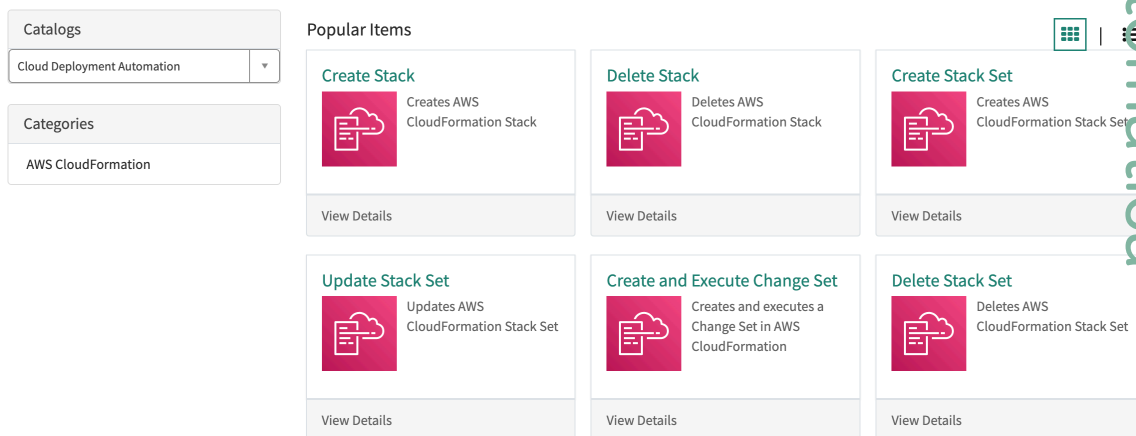 Catalogs
Cloud Deployment Automation
Categories
AWS CloudFormation
Popular Items
Create Stack
Creates AWS
CloudFormation Stack
View Details
Delete Stack
Deletes AWS
CloudFormation Stack
View Details
Create Stack Set
Creates AWS
CloudFormation Stack Set
View Details
Update Stack Set
Updates AWS
CloudFormation Stack Set
View Details
Create and Execute Change Set
Creates and executes a
Change Set in AWS
CloudFormation
View Details
Delete Stack Set
Deletes AWS
CloudFormation Stack Set
View Details